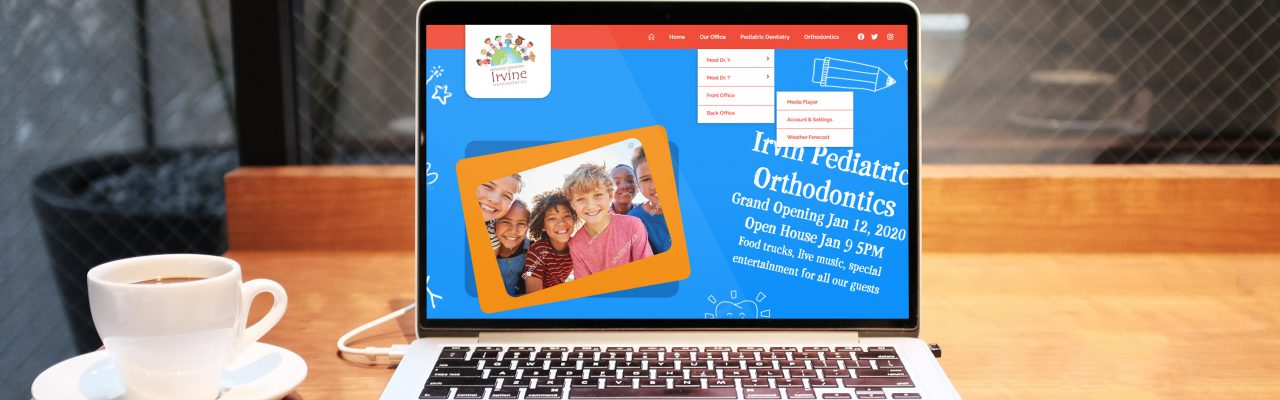 Home
Our Office
Pediatric Dentistry
Orthodontics
Irvine
ORTHODONTICS
Meet Dr. Y
Meet Dr. T
Front Office
Back Office
Media Player
Account & Settings
Weather Forecast
Irvin Pediatric
Orthodontics
Grand Opening Jan 12, 2020
Open House Jan 9 5PM
Food trucks, live music, special
entertainment for all our guests
shutterstock